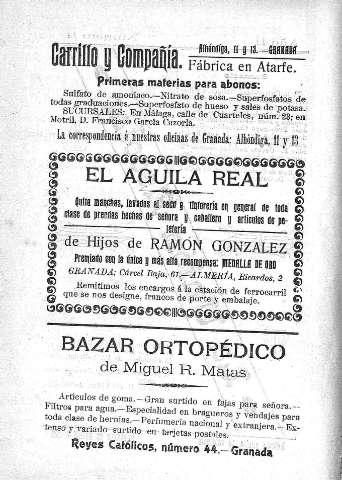 Carrillo y Compañía. Alhóndiga, 11 y 13. —GRANADA
Fábrica en Atarfe.
Primeras materias para abonos:
Sulfato de amoníaco.—Nitrato de sosa.—Superfosfatos de
todas graduaciones.—Superfosfato de hueso y sales de potasa.
SUCURSALES: En Málaga, calle de Cuarteles, núm. 23; en
Motril, D. Francisco García Cazorla.
La correspondencia á nuestras oficinas de Granada: Alhóndiga, 11 y 13
EL AGUILA REAL
Quita manchas, lavados al seco y tintorería en general de toda
clase de prendas hechas de señora y caballero y artículos de pe-
letería
de Hijos de RAMÓN GONZALEZ
Premiado con la única y más alta recompensa: MEDALLA DE ORO
GRANADA: Cárcel Baja, 61.—ALMERÍA, Ricardos, 2
Remitimos los encargos á la estación de ferrocarril
que se nos designe, francos de porte y embalaje.
BAZAR ORTOPÉDICO
de Miguel R. Matas
Artículos de goma.—Gran surtido en fajas para señora.—
Filtros para agua.—Especialidad en bragueros y vendajes para
toda clase de hernias.—Perfumería nacional y extranjera.—Ex-
tenso y variado surtido en tarjetas postales.
Reyes Católicos, número 44.—Granada